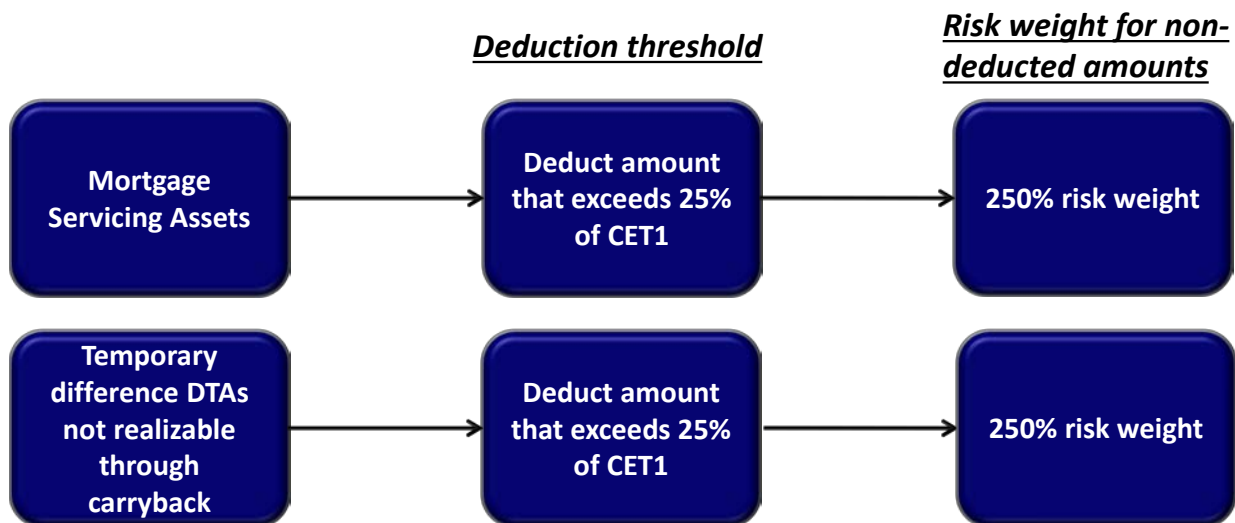 Deduction threshold
Risk weight for non-
deducted amounts
Mortgage
Servicing Assets
Deduct amount
that exceeds 25%
of CET1
250% risk weight
Temporary
difference DTAs
not realizable
through
carryback
Deduct amount
that exceeds 25%
of CET1
250% risk weight